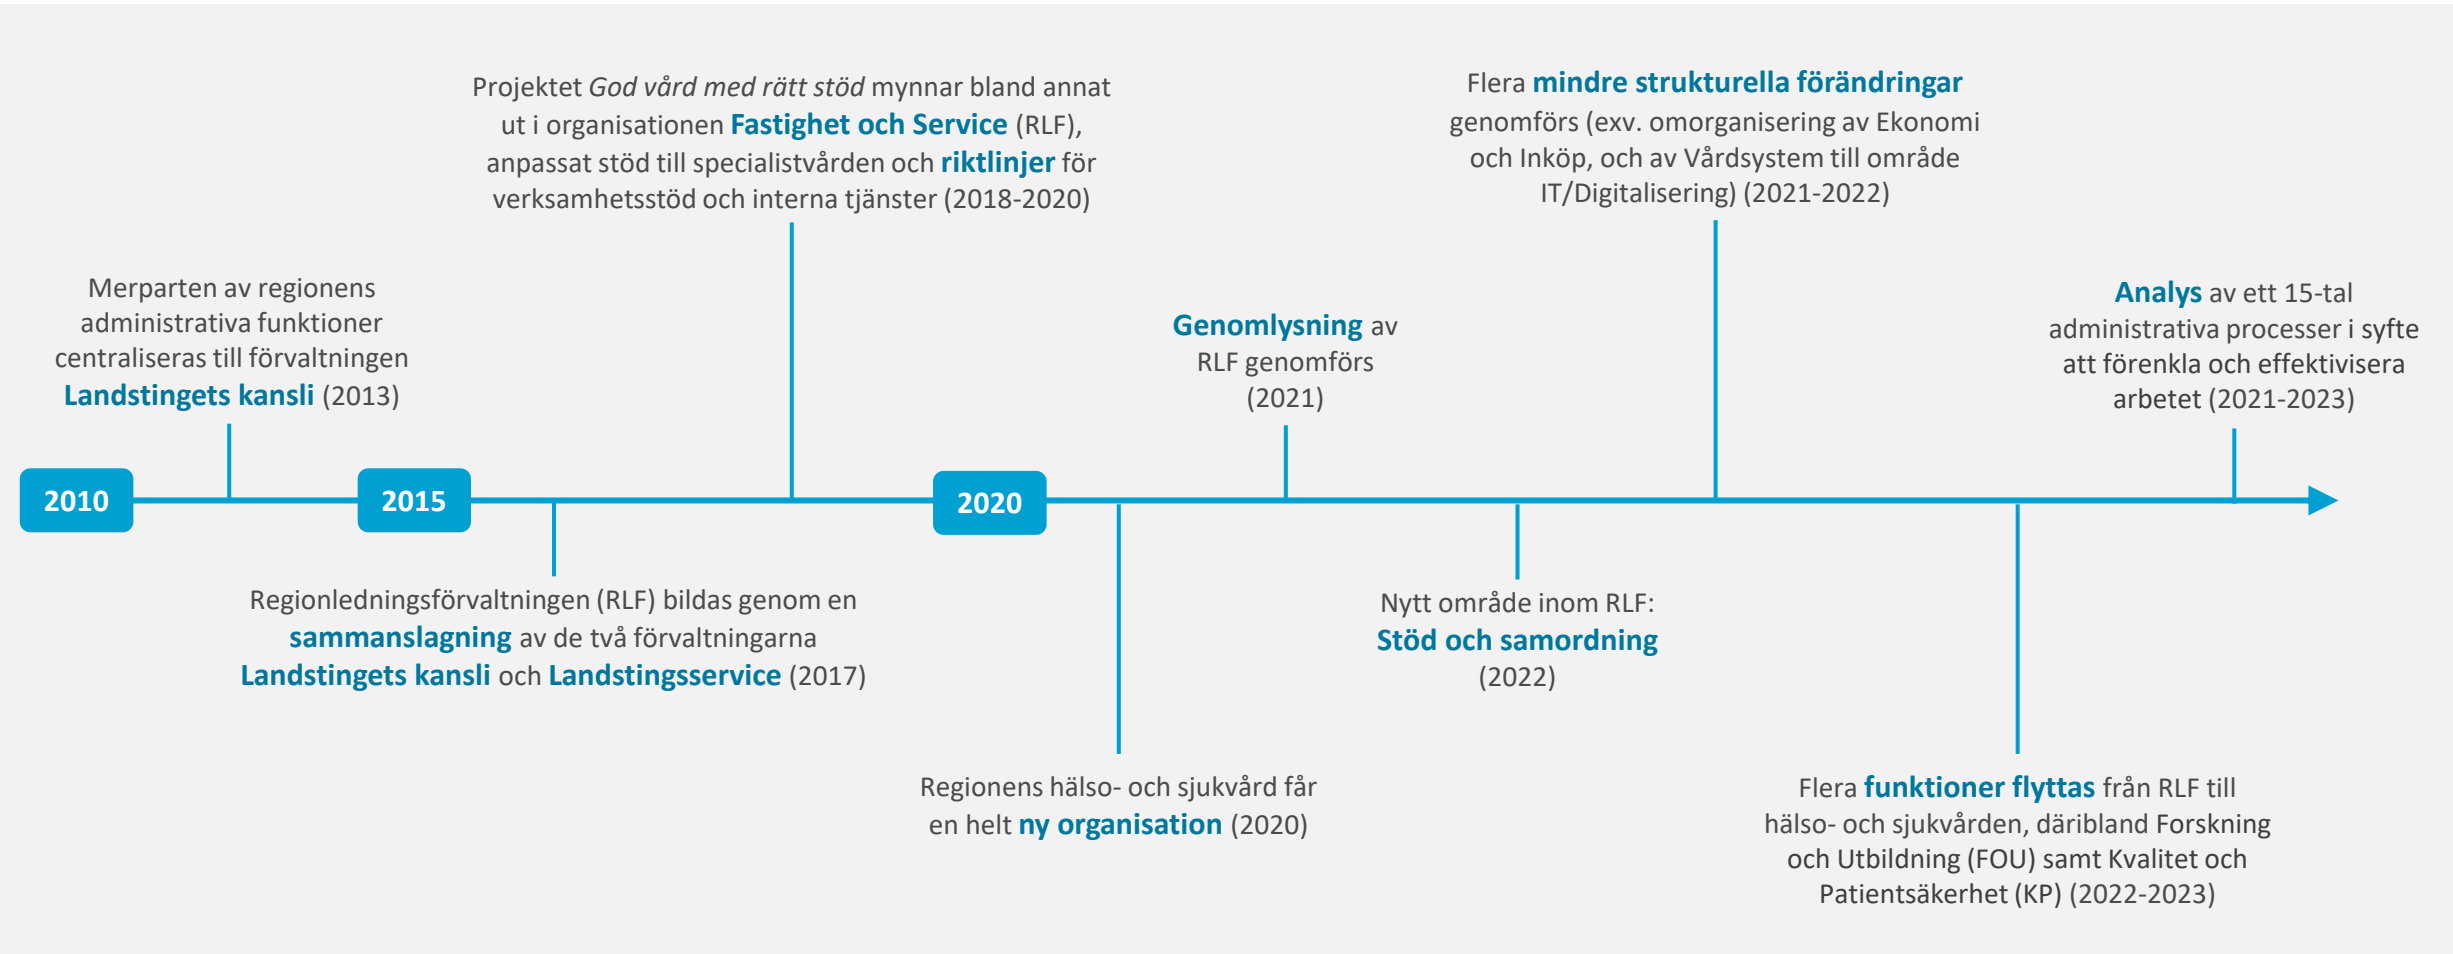 Projektet God vård med rätt stöd mynnar bland annat
ut i organisationen Fastighet och Service (RLF),
anpassat stöd till specialistvården och riktlinjer för
verksamhetsstöd och interna tjänster (2018-2020)
Flera mindre strukturella förändringar
genomförs (exv. omorganisering av Ekonomi
och Inköp, och av Vårdsystem till område
IT/Digitalisering) (2021-2022)
Merparten av regionens
administrativa funktioner
centraliseras till förvaltningen
Landstingets kansli (2013)
Genomlysning av
RLF genomförs
(2021)
Analys av ett 15-tal
administrativa processer i syfte
att förenkla och effektivisera
arbetet (2021-2023)
2010
2015
2020
Regionledningsförvaltningen (RLF) bildas genom en
sammanslagning av de två förvaltningarna
Landstingets kansli och Landstingsservice (2017)
Nytt område inom RLF:
Stöd och samordning
(2022)
Regionens hälso- och sjukvård får
en helt ny organisation (2020)
Flera funktioner flyttas från RLF till
hälso- och sjukvården, däribland Forskning
och Utbildning (FOU) samt Kvalitet och
Patientsäkerhet (KP) (2022-2023)